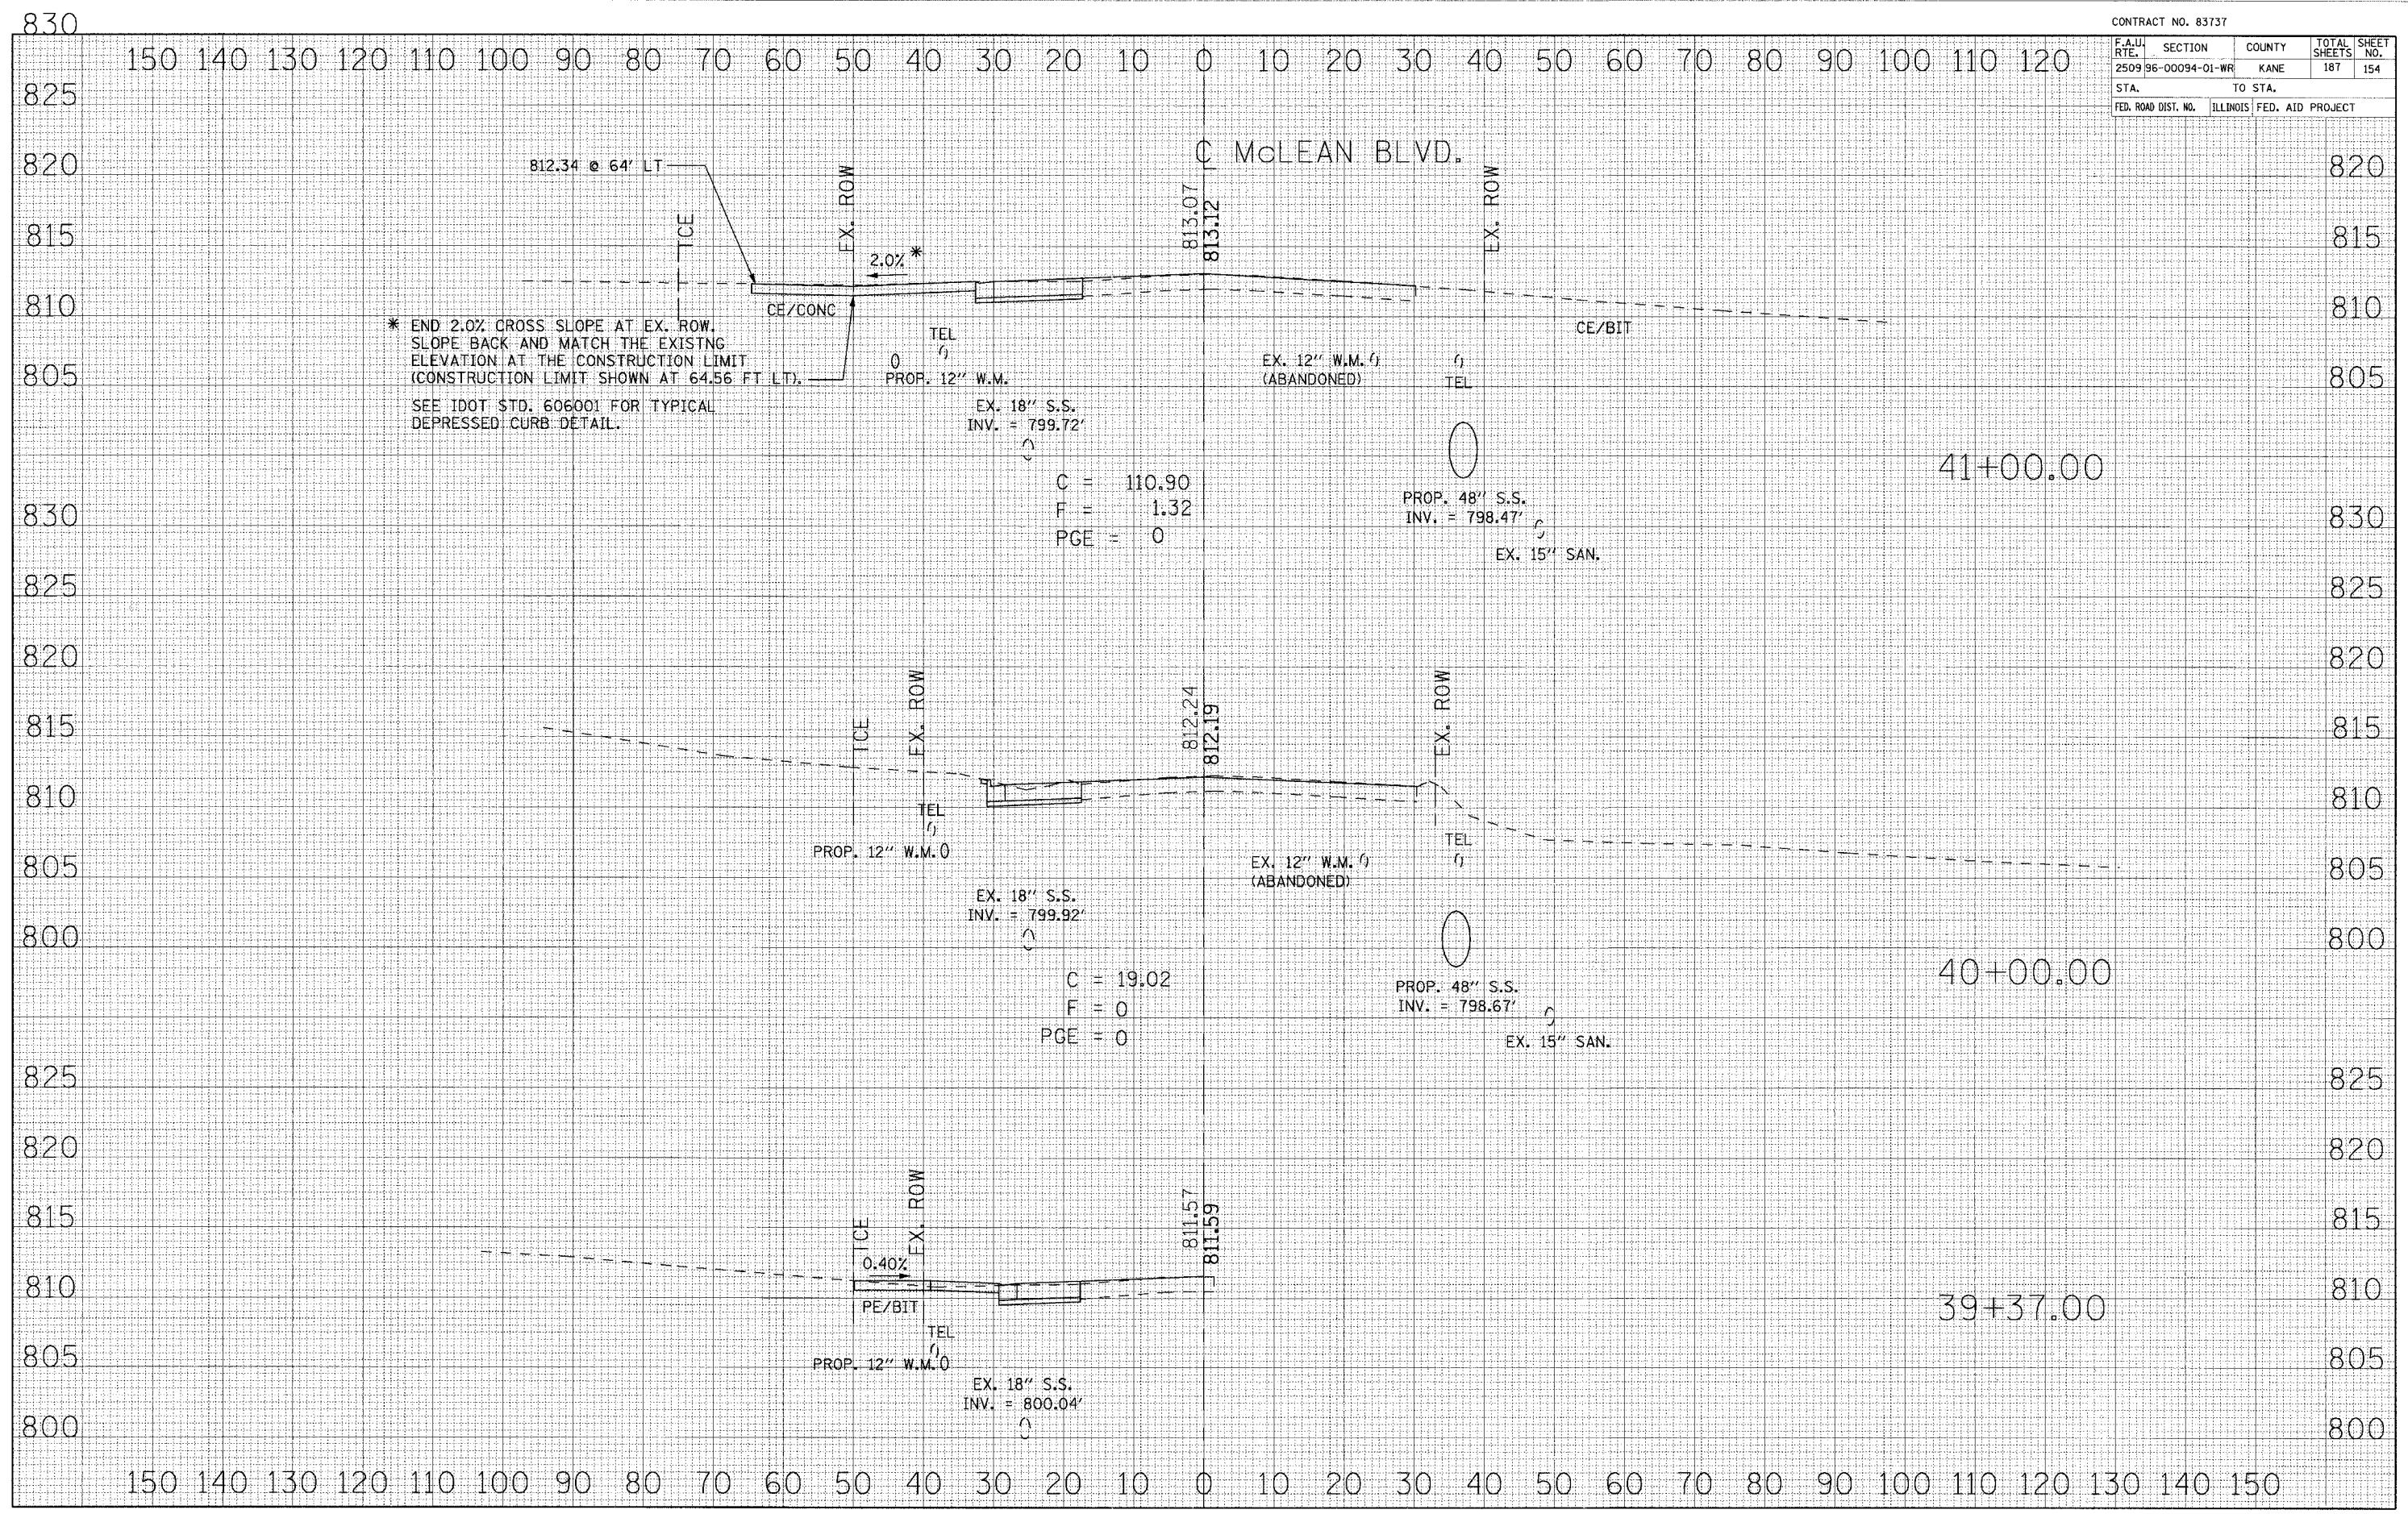 CONTRACT NO. 83737
F.A.U. RTE. SECTION COUNTY TOTAL SHEETS SHEET NO.
2509 96-00094-01-WR KANE 187 154
STA. TO STA.
FED. ROAD DIST. NO. ILLINOIS FED. AID PROJECT
830
150 140 130 120 110 100 90 80 70 60 50 40 30 20 10 0 10 20 30 40 50 60 70 80 90 100 110 120
825
C McLEAN BLVD.
820 820
812.34 @ 64' LT
TCE
EX. ROW
813.07
813.12
EX. ROW
815 815
2.0% *
810 810
CE/CONC
CE/BIT
* END 2.0% CROSS SLOPE AT EX. ROW.
SLOPE BACK AND MATCH THE EXISTNG
ELEVATION AT THE CONSTRUCTION LIMIT
(CONSTRUCTION LIMIT SHOWN AT 64.56 FT LT).
SEE IDOT STD. 606001 FOR TYPICAL
DEPRESSED CURB DETAIL.
TEL
PROP. 12" W.M.
EX. 12" W.M.
(ABANDONED)
TEL
805 805
EX. 18" S.S.
INV. = 799.72'
41+00.00
C = 110.90
F = 1.32
PGE = 0
PROP. 48" S.S.
INV. = 798.47'
EX. 15" SAN.
830 830
825 825
820 820
TCE
EX. ROW
812.24
812.19
EX. ROW
815 815
810 810
TEL
PROP. 12" W.M.
EX. 12" W.M.
(ABANDONED)
TEL
805 805
EX. 18" S.S.
INV. = 799.92'
800 800
40+00.00
C = 19.02
F = 0
PGE = 0
PROP. 48" S.S.
INV. = 798.67'
EX. 15" SAN.
825 825
820 820
TCE
EX. ROW
811.57
811.59
815 815
0.40%
810 810
PE/BIT
39+37.00
TEL
PROP. 12" W.M.
805 805
EX. 18" S.S.
INV. = 800.04'
800 800
150 140 130 120 110 100 90 80 70 60 50 40 30 20 10 0 10 20 30 40 50 60 70 80 90 100 110 120 130 140 150